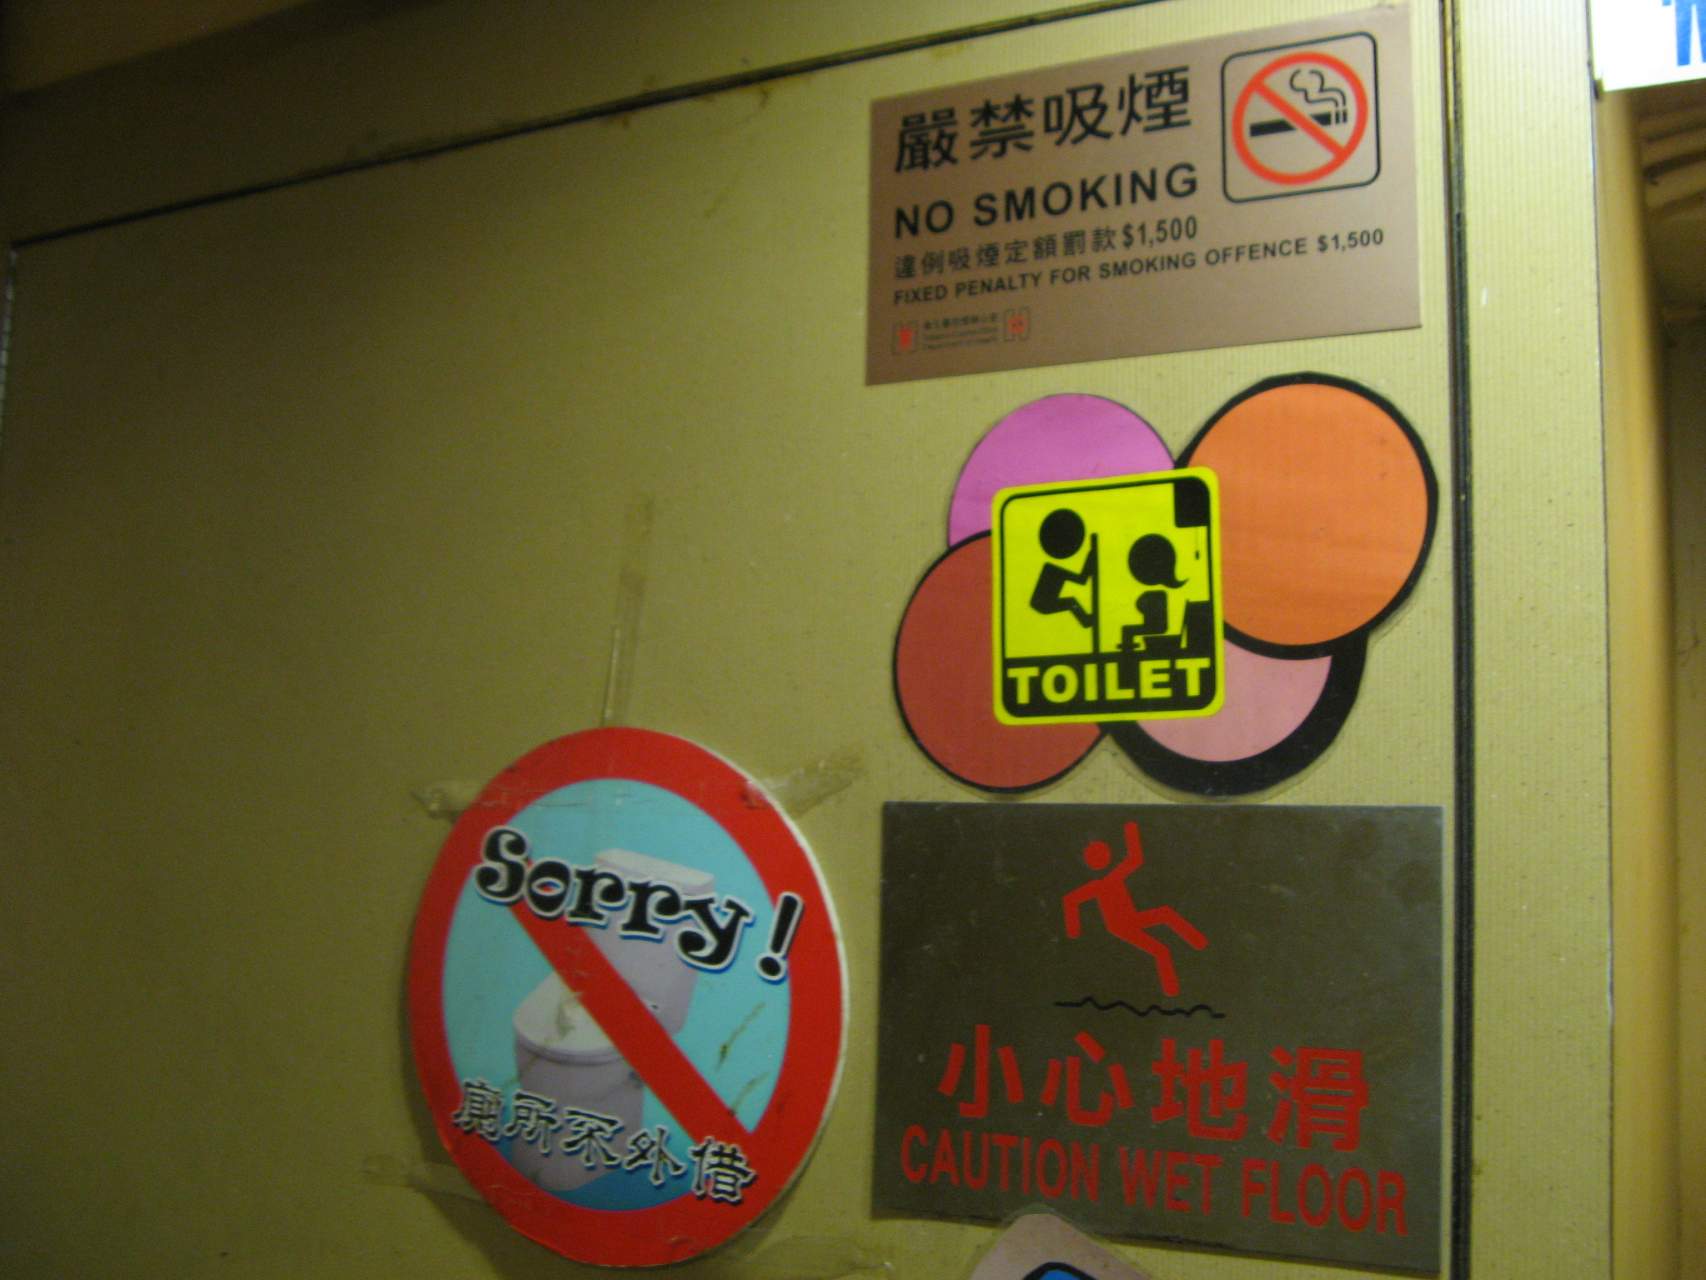 嚴禁吸煙
NO SMOKING
違例吸煙定額罰款$1,500
FIXED PENALTY FOR SMOKING OFFENCE $1,500
TOILET
Sorry!
廁所不外借
小心地滑
CAUTION WET FLOOR